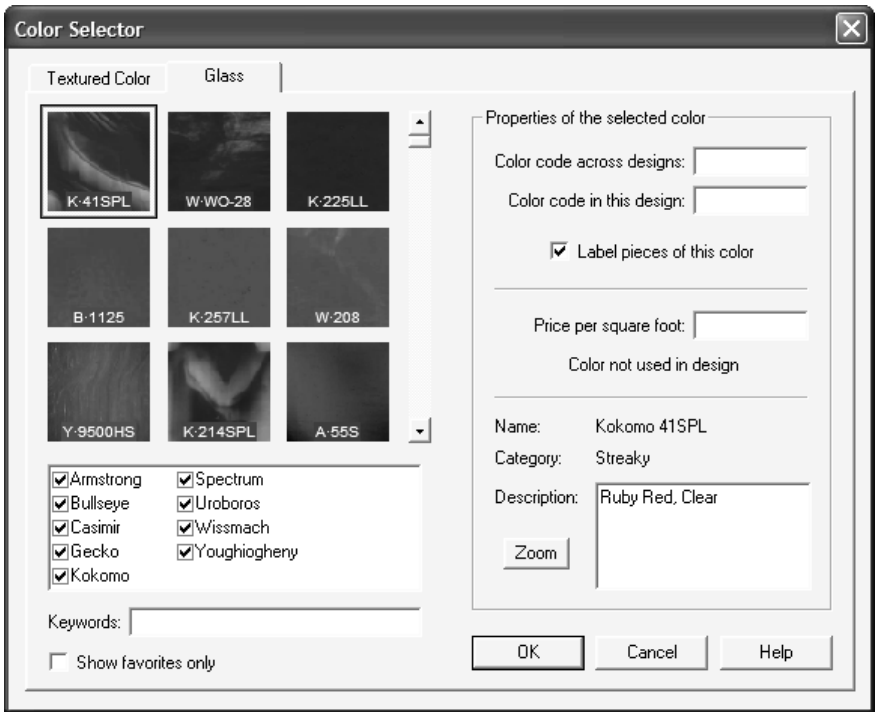 Color Selector
Textured Color
Glass
K·41SPL
W·WO-28
K·225LL
B·1125
K·257LL
W·208
Y·9500HS
K·214SPL
A·55S
Armstrong
Spectrum
Bullseye
Uroboros
Casimir
Wissmach
Gecko
Youghiogheny
Kokomo
Keywords:
Show favorites only
Properties of the selected color
Color code across designs:
Color code in this design:
Label pieces of this color
Price per square foot:
Color not used in design
Name: Kokomo 41SPL
Category: Streaky
Description: Ruby Red, Clear
Zoom
OK
Cancel
Help